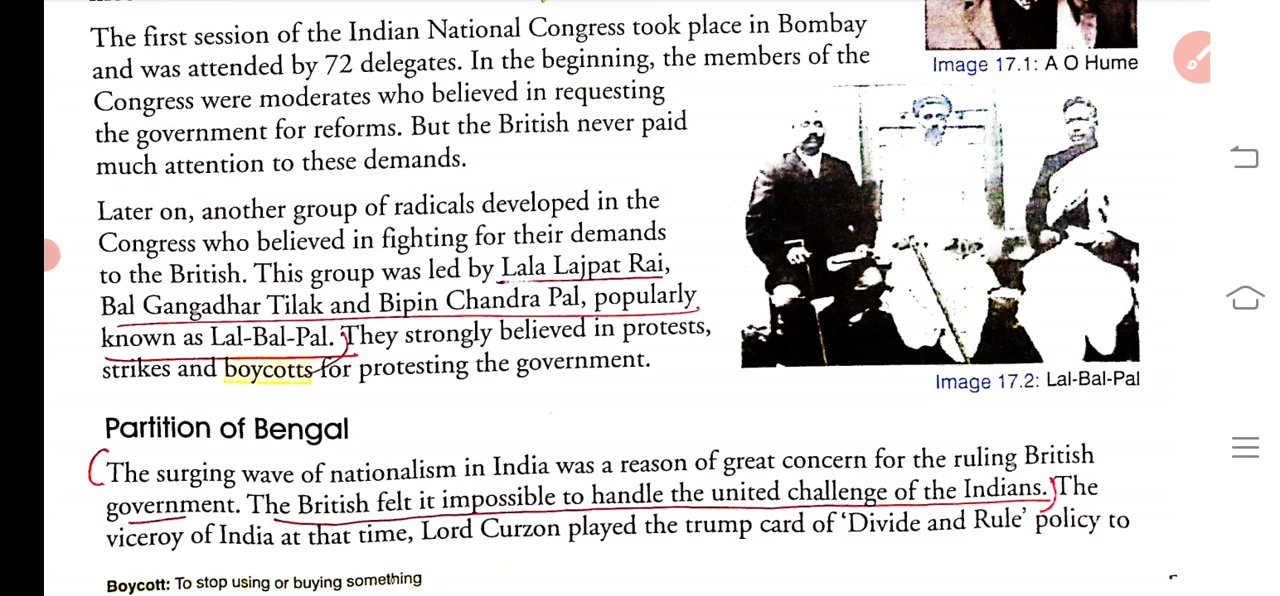 The first session of the Indian National Congress took place in Bombay
and was attended by 72 delegates. In the beginning, the members of the
Congress were moderates who believed in requesting
the government for reforms. But the British never paid
much attention to these demands.
Image 17.1: A O Hume
Later on, another group of radicals developed in the
Congress who believed in fighting for their demands
to the British. This group was led by Lala Lajpat Rai,
Bal Gangadhar Tilak and Bipin Chandra Pal, popularly
known as Lal-Bal-Pal. They strongly believed in protests,
strikes and boycotts for protesting the government.
Image 17.2: Lal-Bal-Pal
Partition of Bengal
The surging wave of nationalism in India was a reason of great concern for the ruling British
government. The British felt it impossible to handle the united challenge of the Indians. The
viceroy of India at that time, Lord Curzon played the trump card of ‘Divide and Rule’ policy to
Boycott: To stop using or buying something